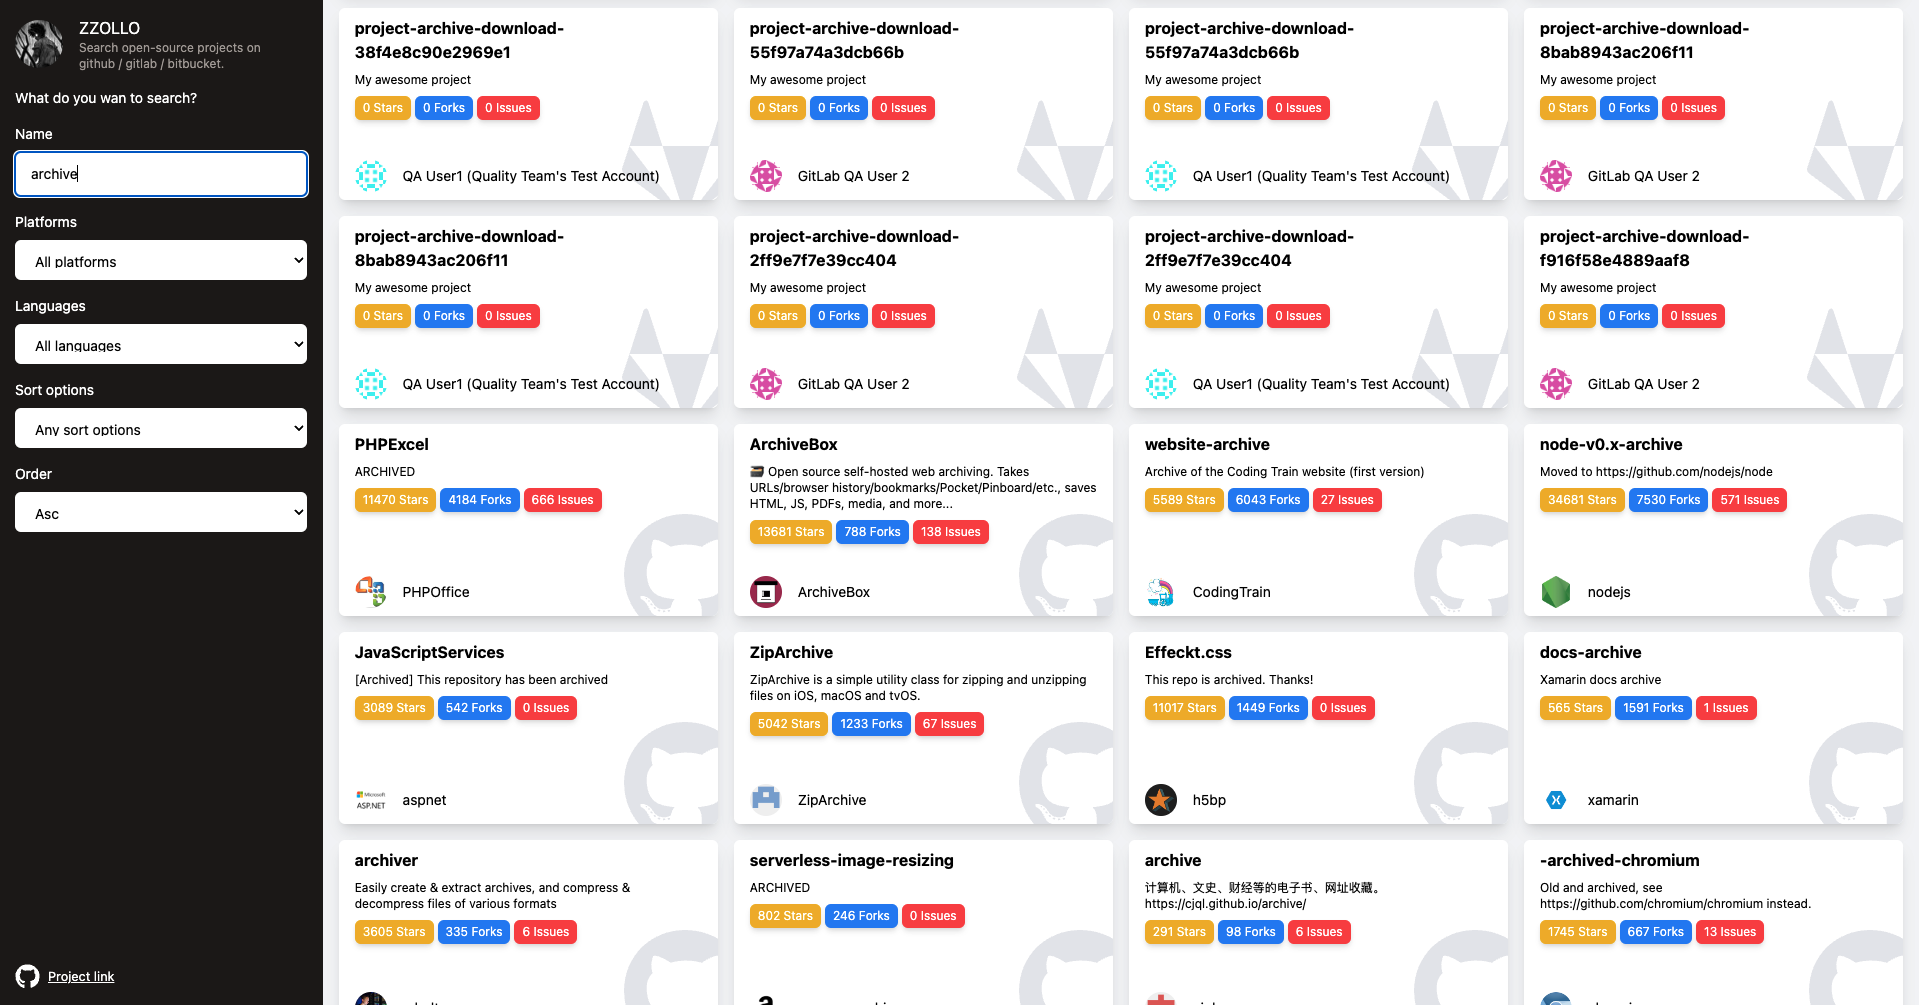 ZZOLLO
Search open-source projects on
github / gitlab / bitbucket.
What do you wan to search?
Name
archive
Platforms
All platforms
Languages
All languages
Sort options
Any sort options
Order
Asc
Project link
project-archive-download-
38f4e8c90e2969e1
My awesome project
0 Stars 0 Forks 0 Issues
QA User1 (Quality Team's Test Account)
project-archive-download-
55f97a74a3dcb66b
My awesome project
0 Stars 0 Forks 0 Issues
GitLab QA User 2
project-archive-download-
55f97a74a3dcb66b
My awesome project
0 Stars 0 Forks 0 Issues
QA User1 (Quality Team's Test Account)
project-archive-download-
8bab8943ac206f11
My awesome project
0 Stars 0 Forks 0 Issues
GitLab QA User 2
project-archive-download-
8bab8943ac206f11
My awesome project
0 Stars 0 Forks 0 Issues
QA User1 (Quality Team's Test Account)
project-archive-download-
2ff9e7f7e39cc404
My awesome project
0 Stars 0 Forks 0 Issues
GitLab QA User 2
project-archive-download-
2ff9e7f7e39cc404
My awesome project
0 Stars 0 Forks 0 Issues
QA User1 (Quality Team's Test Account)
project-archive-download-
f916f58e4889aaf8
My awesome project
0 Stars 0 Forks 0 Issues
GitLab QA User 2
PHPExcel
ARCHIVED
11470 Stars 4184 Forks 666 Issues
PHPOffice
ArchiveBox
🗃 Open source self-hosted web archiving. Takes
URLs/browser history/bookmarks/Pocket/Pinboard/etc., saves
HTML, JS, PDFs, media, and more...
13681 Stars 788 Forks 138 Issues
ArchiveBox
website-archive
Archive of the Coding Train website (first version)
5589 Stars 6043 Forks 27 Issues
CodingTrain
node-v0.x-archive
Moved to https://github.com/nodejs/node
34681 Stars 7530 Forks 571 Issues
nodejs
JavaScriptServices
[Archived] This repository has been archived
3089 Stars 542 Forks 0 Issues
Microsoft
ASP.NET
aspnet
ZipArchive
ZipArchive is a simple utility class for zipping and unzipping
files on iOS, macOS and tvOS.
5042 Stars 1233 Forks 67 Issues
ZipArchive
Effeckt.css
This repo is archived. Thanks!
11017 Stars 1449 Forks 0 Issues
h5bp
docs-archive
Xamarin docs archive
565 Stars 1591 Forks 1 Issues
xamarin
archiver
Easily create & extract archives, and compress &
decompress files of various formats
3605 Stars 335 Forks 6 Issues
serverless-image-resizing
ARCHIVED
802 Stars 246 Forks 0 Issues
archive
计算机、文史、财经等的电子书、网址收藏。
https://cjql.github.io/archive/
291 Stars 98 Forks 6 Issues
-archived-chromium
Old and archived, see
https://github.com/chromium/chromium instead.
1745 Stars 667 Forks 13 Issues